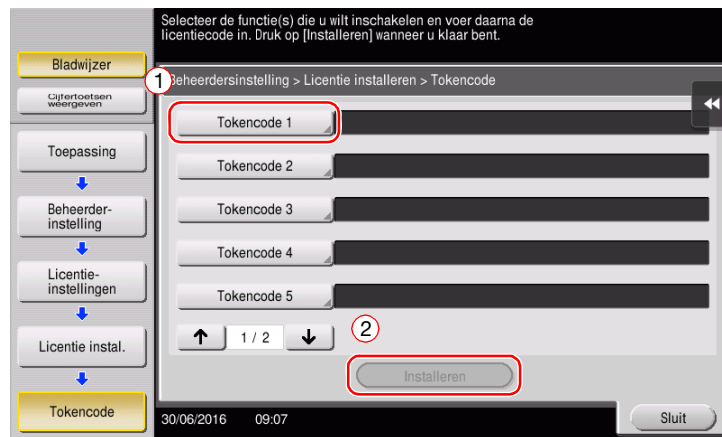 Selecteer de functie(s) die u wilt inschakelen en voer daarna de
licentiecode in. Druk op [Installeren] wanneer u klaar bent.
Bladwijzer
Cijfertoetsen
weergeven
Toepassing
Beheerder-
instelling
Licentie-
instellingen
Licentie instal.
Tokencode
1
Beheerdersinstelling > Licentie installeren > Tokencode
Tokencode 1
Tokencode 2
Tokencode 3
Tokencode 4
Tokencode 5
1 / 2
2
Installeren
30/06/2016 09:07
Sluit